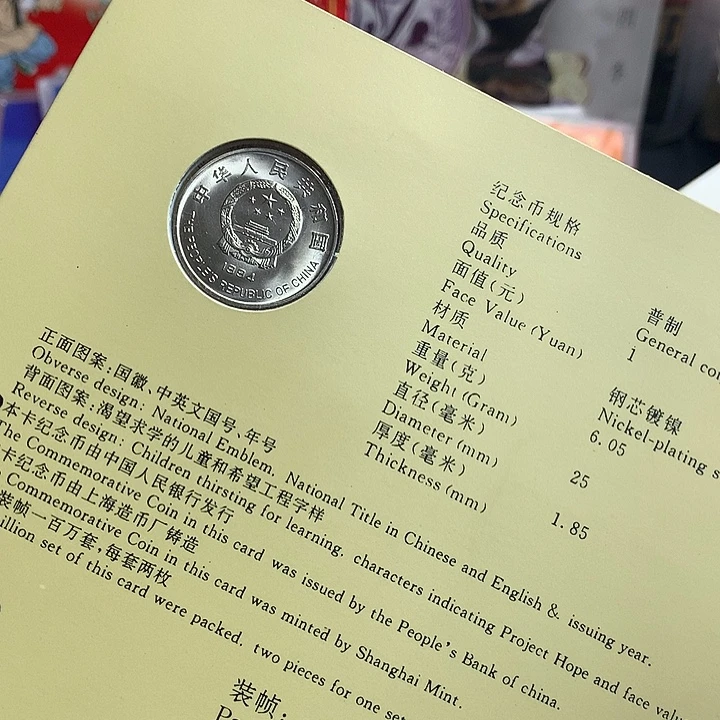 中华人民共和国
1994
THE PEOPLE'S REPUBLIC OF CHINA
纪念币规格
Specifications
品质 普制
Quality General
面值(元) 1
Face Value (Yuan)
材质 钢芯镀镍
Material Nickel-plating
重量(克) 6.05
Weight (Gram)
直径(毫米) 25
Diameter (mm)
厚度(毫米) 1.85
Thickness (mm)
正面图案:国徽、中英文国号、年号
Obverse design: National Emblem, National Title in Chinese and English & issuing year.
背面图案:渴望求学的儿童和希望工程字样
Reverse design: Children thirsting for learning, characters indicating Project Hope and face
本卡纪念币由中国人民银行发行
The Commemorative Coin in this card was issued by the People's Bank of china.
卡纪念币由上海造币厂铸造
Commemorative Coin in this card was minted by Shanghai Mint.
装帧一百万套,每套两枚
set of this card were packed, two pieces for one
装帧: